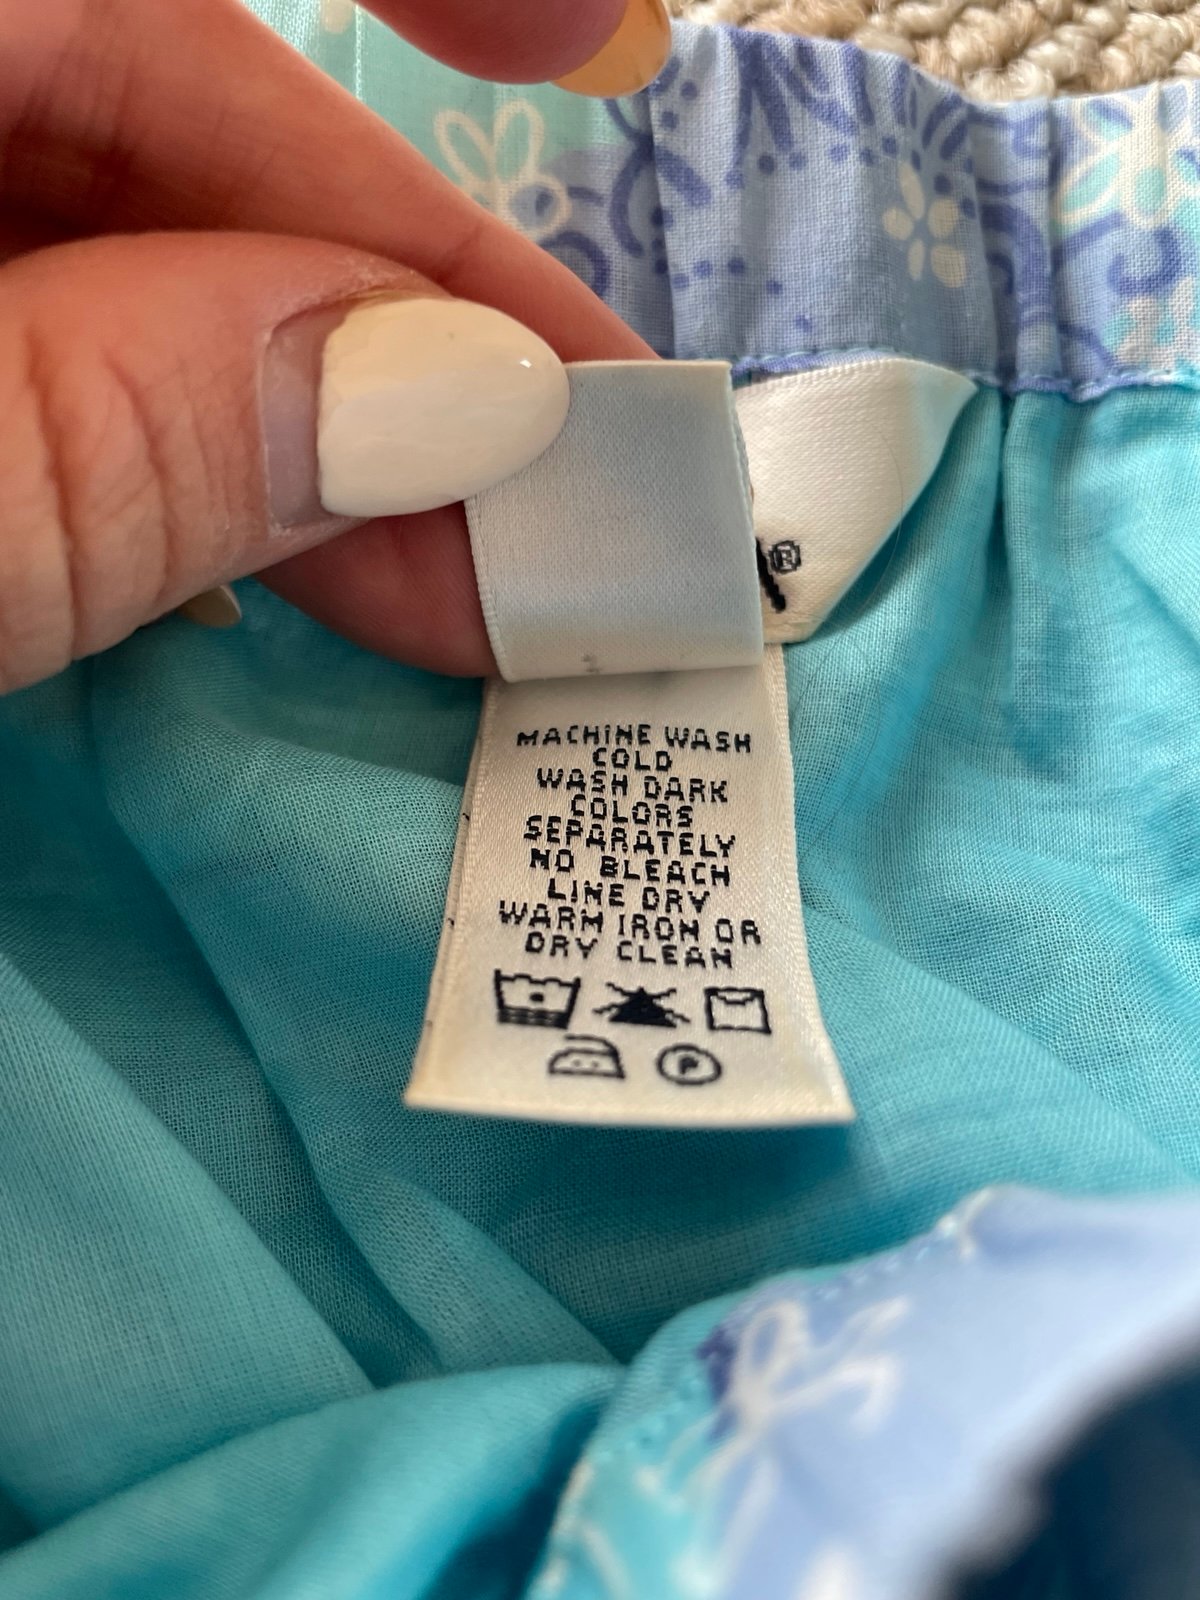 ®
MACHINE WASH
COLD
WASH DARK
COLORS
SEPARATELY
NO BLEACH
LINE DRY
WARM IRON OR
DRY CLEAN
P